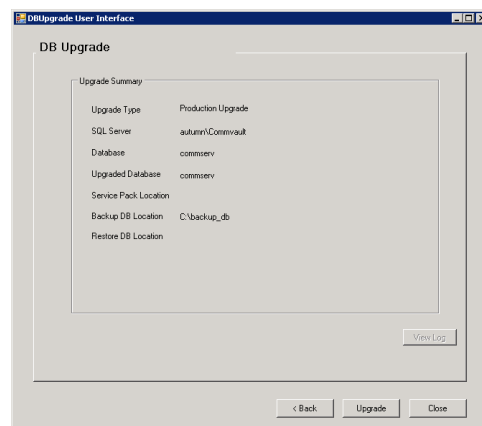 DBUpgrade User Interface
DB Upgrade
Upgrade Summary
Upgrade Type Production Upgrade
SQL Server autumn\Commvault
Database commserv
Upgraded Database commserv
Service Pack Location
Backup DB Location C:\backup_db
Restore DB Location
View Log
< Back Upgrade Close